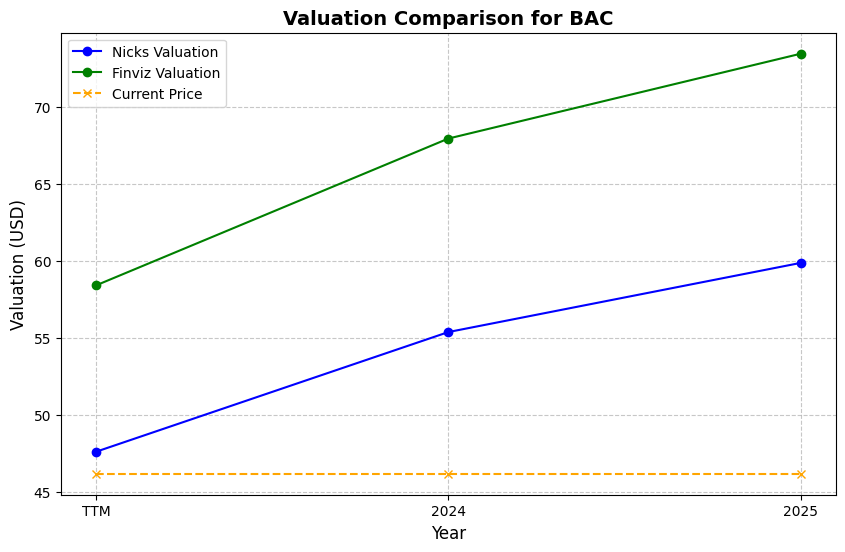 Valuation Comparison for BAC
Nicks Valuation
Finviz Valuation
Current Price
Valuation (USD)
70
65
60
55
50
45
TTM
2024
2025
Year